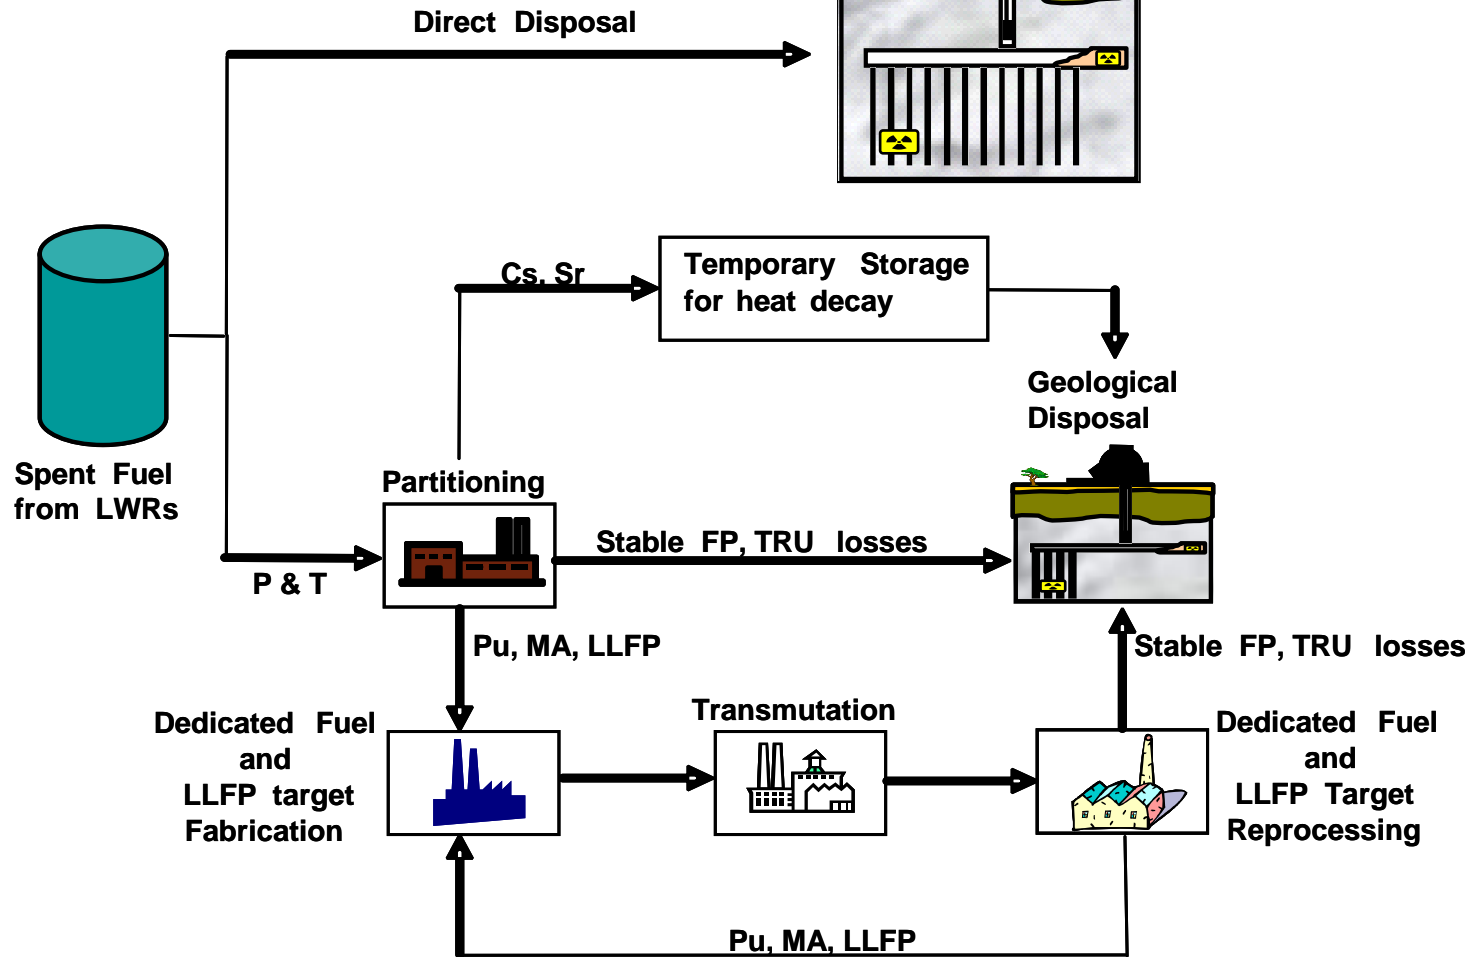 Direct Disposal
Cs, Sr
Temporary Storage
for heat decay
Geological
Disposal
Spent Fuel
from LWRs
Partitioning
Stable FP, TRU losses
P & T
Pu, MA, LLFP
Stable FP, TRU losses
Dedicated Fuel
and
LLFP target
Fabrication
Transmutation
Dedicated Fuel
and
LLFP Target
Reprocessing
Pu, MA, LLFP